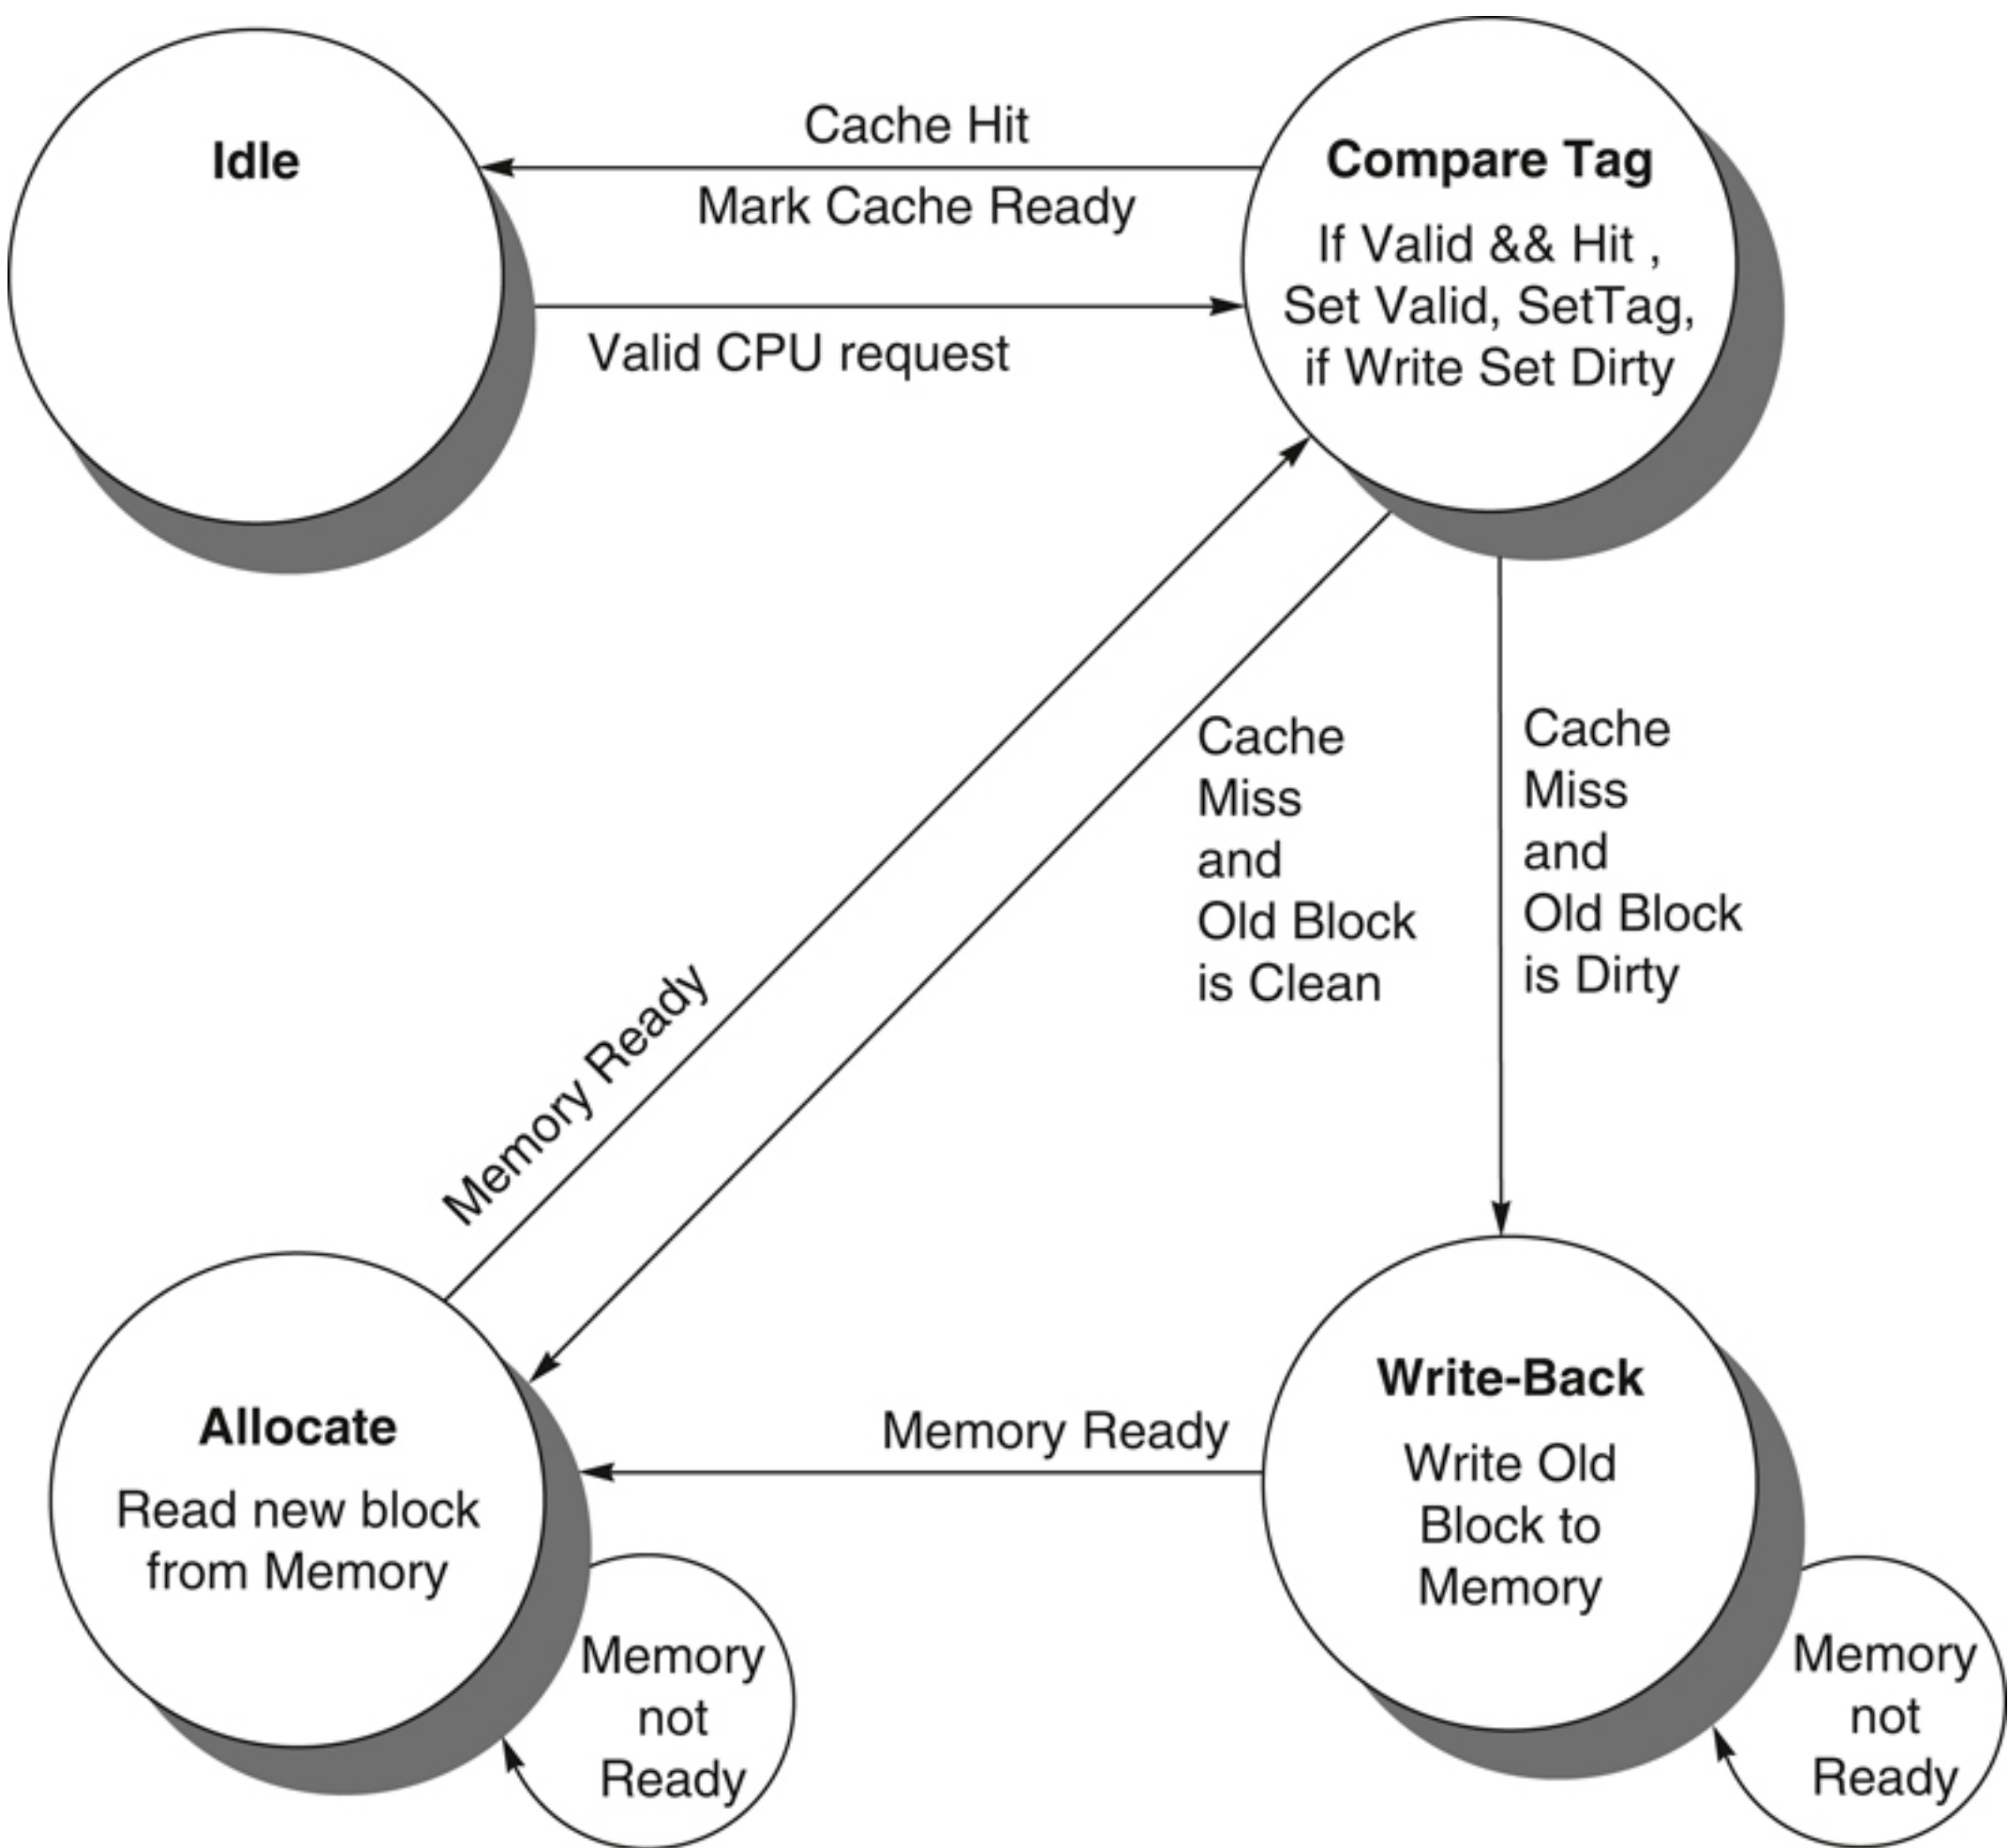 Idle
Cache Hit
Mark Cache Ready
Valid CPU request
Compare Tag
If Valid && Hit ,
Set Valid, SetTag,
if Write Set Dirty
Cache
Miss
and
Old Block
is Clean
Cache
Miss
and
Old Block
is Dirty
Memory Ready
Allocate
Read new block
from Memory
Memory
not
Ready
Memory Ready
Write-Back
Write Old
Block to
Memory
Memory
not
Ready